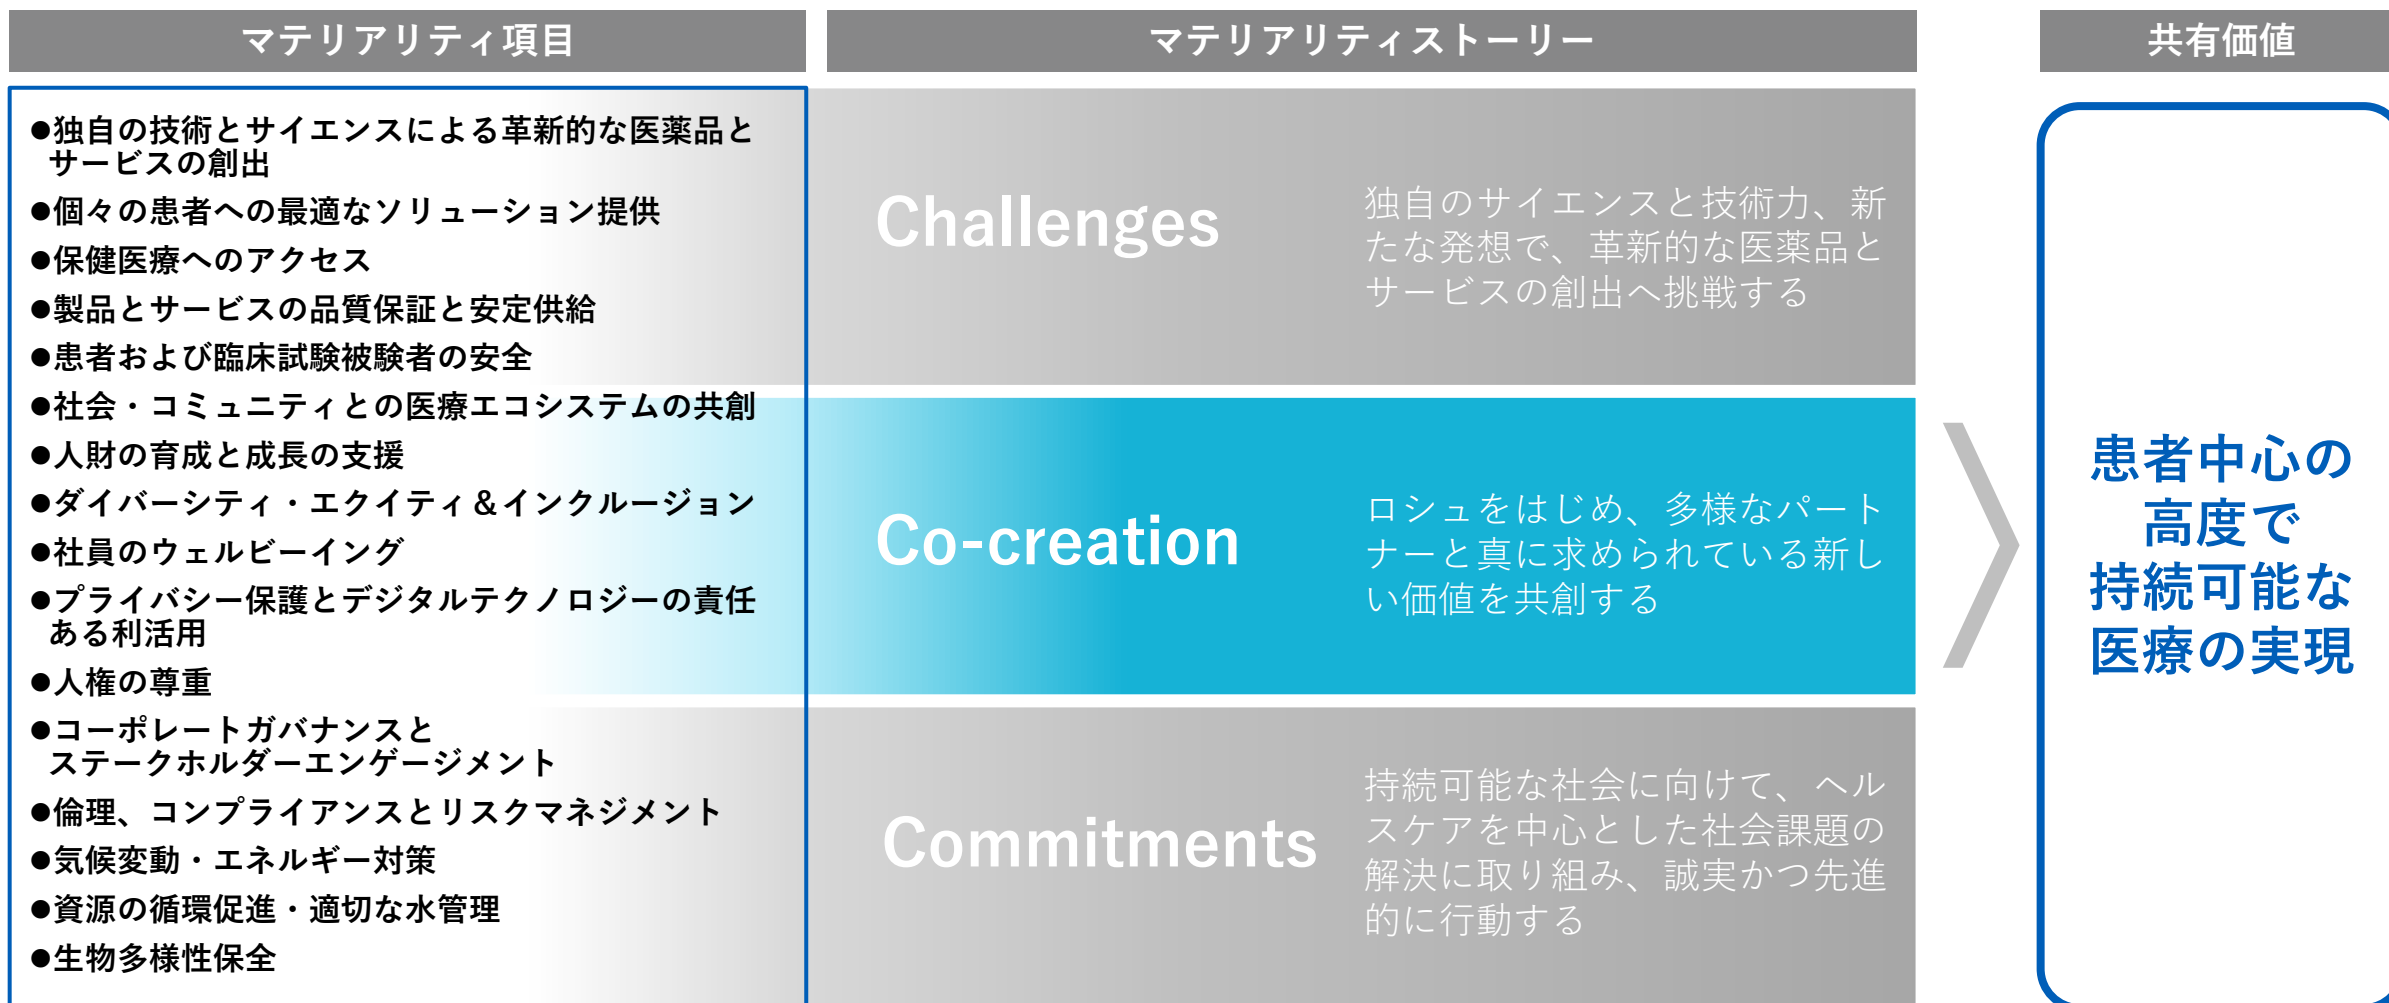 マテリアリティ項目
●独自の技術とサイエンスによる革新的な医薬品と
サービスの創出
●個々の患者への最適なソリューション提供
●保健医療へのアクセス
●製品とサービスの品質保証と安定供給
●患者および臨床試験被験者の安全
●社会・コミュニティとの医療エコシステムの共創
●人財の育成と成長の支援
●ダイバーシティ・エクイティ＆インクルージョン
●社員のウェルビーイング
●プライバシー保護とデジタルテクノロジーの責任
ある利活用
●人権の尊重
●コーポレートガバナンスと
ステークホルダーエンゲージメント
●倫理、コンプライアンスとリスクマネジメント
●気候変動・エネルギー対策
●資源の循環促進・適切な水管理
●生物多様性保全
マテリアリティストーリー
Challenges
独自のサイエンスと技術力、新
たな発想で、革新的な医薬品と
サービスの創出へ挑戦する
Co-creation
ロシュをはじめ、多様なパート
ナーと真に求められている新し
い価値を共創する
Commitments
持続可能な社会に向けて、ヘル
スケアを中心とした社会課題の
解決に取り組み、誠実かつ先進
的に行動する
共有価値
患者中心の
高度で
持続可能な
医療の実現